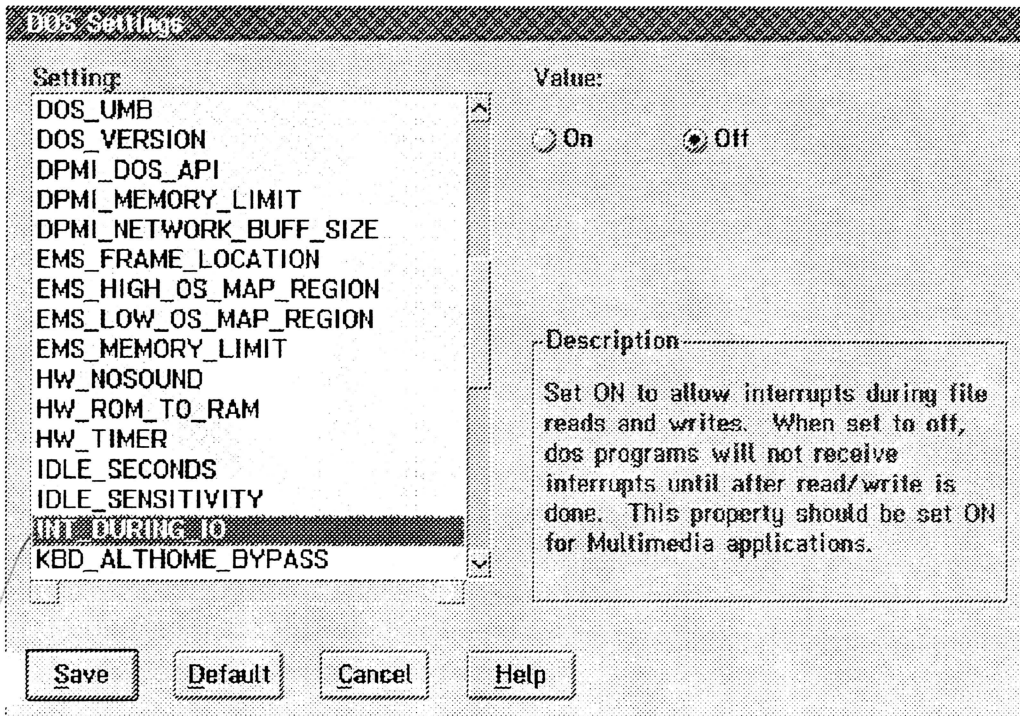 DOS Settings
Setting:
DOS_UMB
DOS_VERSION
DPMI_DOS_API
DPMI_MEMORY_LIMIT
DPMI_NETWORK_BUFF_SIZE
EMS_FRAME_LOCATION
EMS_HIGH_OS_MAP_REGION
EMS_LOW_OS_MAP_REGION
EMS_MEMORY_LIMIT
HW_NOSOUND
HW_ROM_TO_RAM
HW_TIMER
IDLE_SECONDS
IDLE_SENSITIVITY
INT_DURING_IO
KBD_ALTHOME_BYPASS
Value:
On Off
Description
Set ON to allow interrupts during file
reads and writes. When set to off,
dos programs will not receive
interrupts until after read/write is
done. This property should be set ON
for Multimedia applications.
Save Default Cancel Help